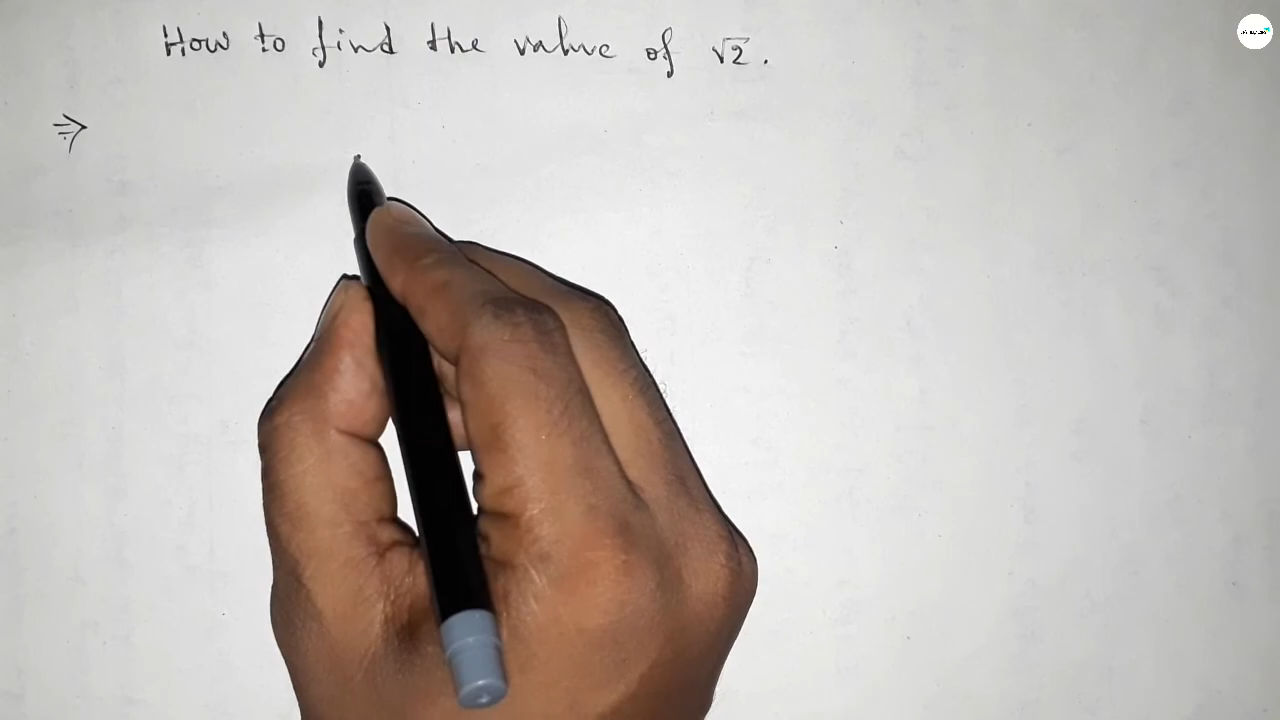 How to find the value of √2.
⇒